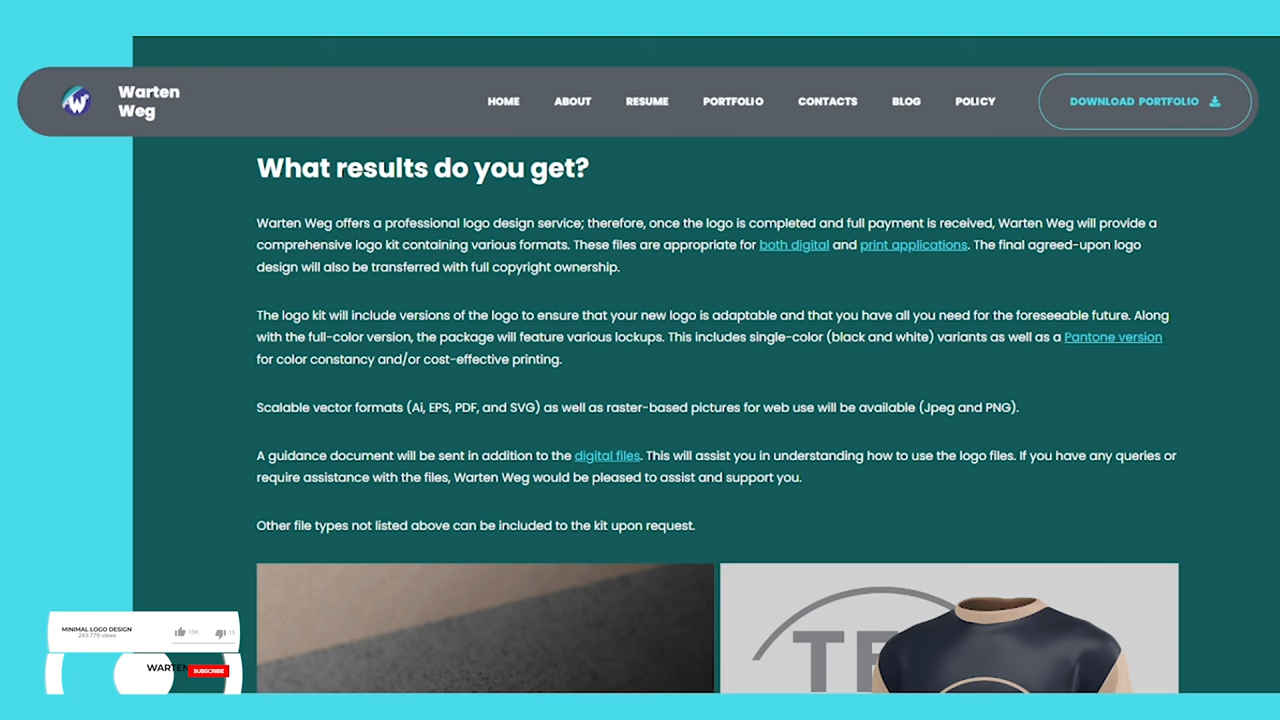 Warten
Weg
HOME ABOUT RESUME PORTFOLIO CONTACTS BLOG POLICY DOWNLOAD PORTFOLIO
What results do you get?
Warten Weg offers a professional logo design service; therefore, once the logo is completed and full payment is received, Warten Weg will provide a
comprehensive logo kit containing various formats. These files are appropriate for both digital and print applications. The final agreed-upon logo
design will also be transferred with full copyright ownership.
The logo kit will include versions of the logo to ensure that your new logo is adaptable and that you have all you need for the foreseeable future. Along
with the full-color version, the package will feature various lockups. This includes single-color (black and white) variants as well as a Pantone version
for color constancy and/or cost-effective printing.
Scalable vector formats (Ai, EPS, PDF, and SVG) as well as raster-based pictures for web use will be available (Jpeg and PNG).
A guidance document will be sent in addition to the digital files. This will assist you in understanding how to use the logo files. If you have any queries or
require assistance with the files, Warten Weg would be pleased to assist and support you.
Other file types not listed above can be included to the kit upon request.
MINIMAL LOGO DESIGN
243.779 views
15K
15
WARTEN
SUBSCRIBE